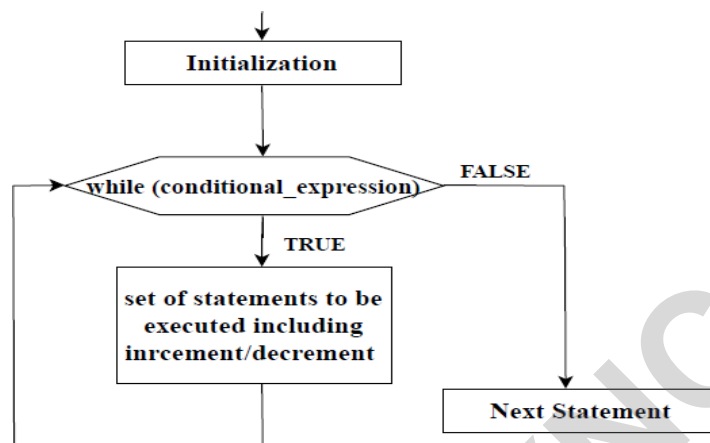 Initialization
while (conditional_expression)
FALSE
TRUE
set of statements to be
executed including
inrcement/decrement
Next Statement